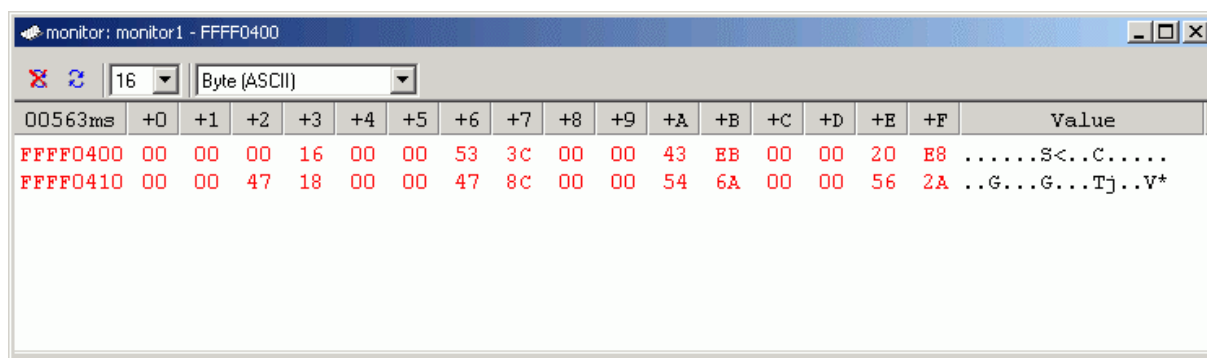 monitor: monitor1 - FFFF0400
16 Byte (ASCII)
00563ms +0 +1 +2 +3 +4 +5 +6 +7 +8 +9 +A +B +C +D +E +F Value
FFFF0400 00 00 00 16 00 00 53 3C 00 00 43 EB 00 00 20 E8 ......S<..C.....
FFFF0410 00 00 47 18 00 00 47 8C 00 00 54 6A 00 00 56 2A ..G...G...Tj..V*